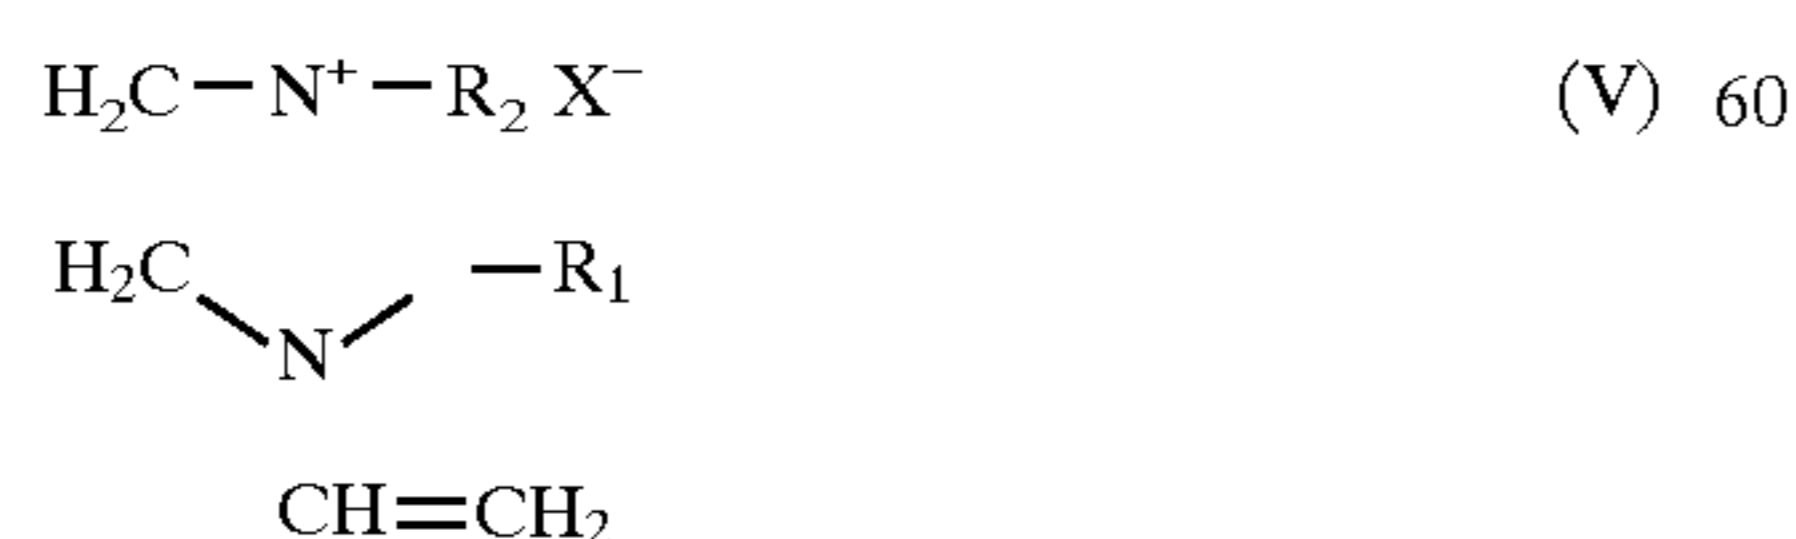 H₂C—N⁺—R₂ X⁻ (V) 60
H₂C —R₁
N
CH=CH₂